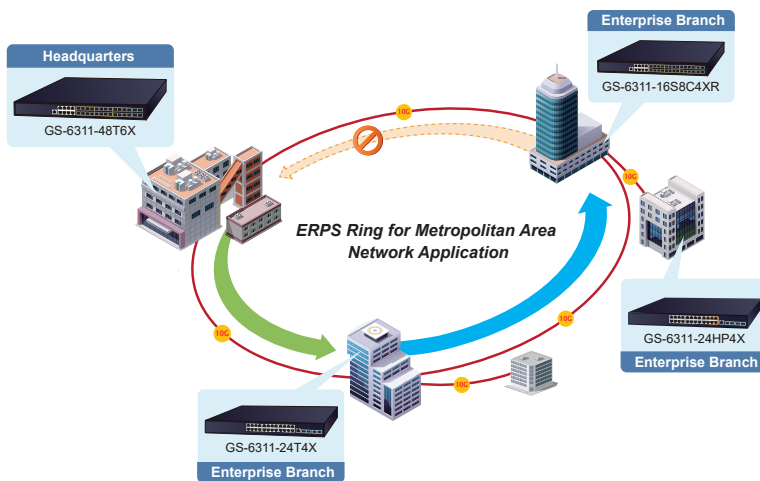 Enterprise Branch
GS-6311-16S8C4XR
Headquarters
GS-6311-48T6X
10G
10G
ERPS Ring for Metropolitan Area
Network Application
10G
10G
10G
GS-6311-24HP4X
Enterprise Branch
GS-6311-24T4X
Enterprise Branch